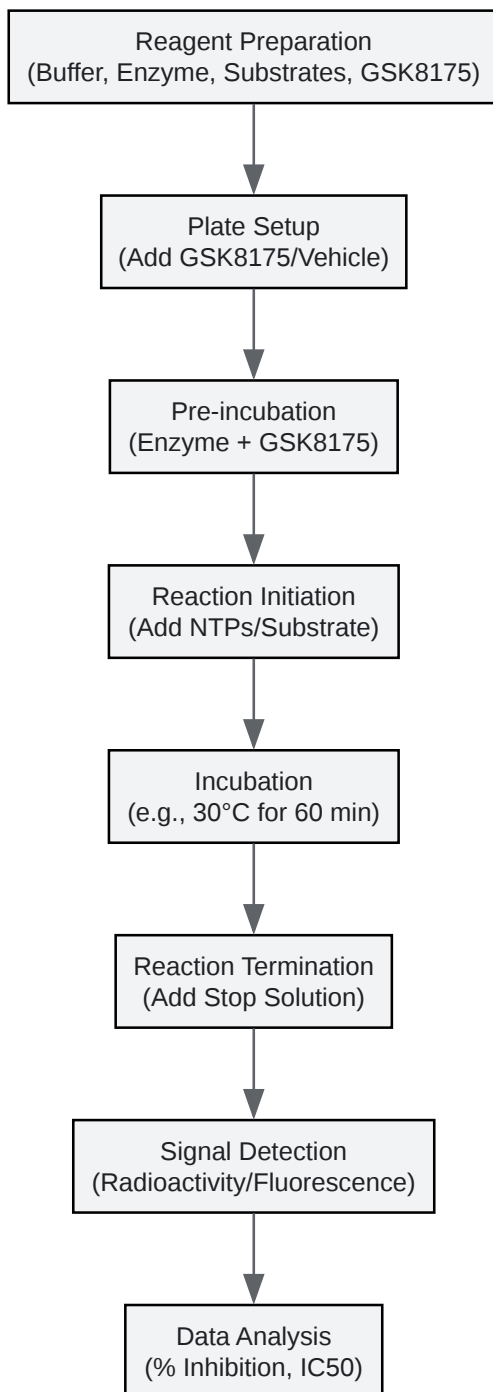 Reagent Preparation
(Buffer, Enzyme, Substrates, GSK8175)
Plate Setup
(Add GSK8175/Vehicle)
Pre-incubation
(Enzyme + GSK8175)
Reaction Initiation
(Add NTPs/Substrate)
Incubation
(e.g., 30°C for 60 min)
Reaction Termination
(Add Stop Solution)
Signal Detection
(Radioactivity/Fluorescence)
Data Analysis
(% Inhibition, IC50)